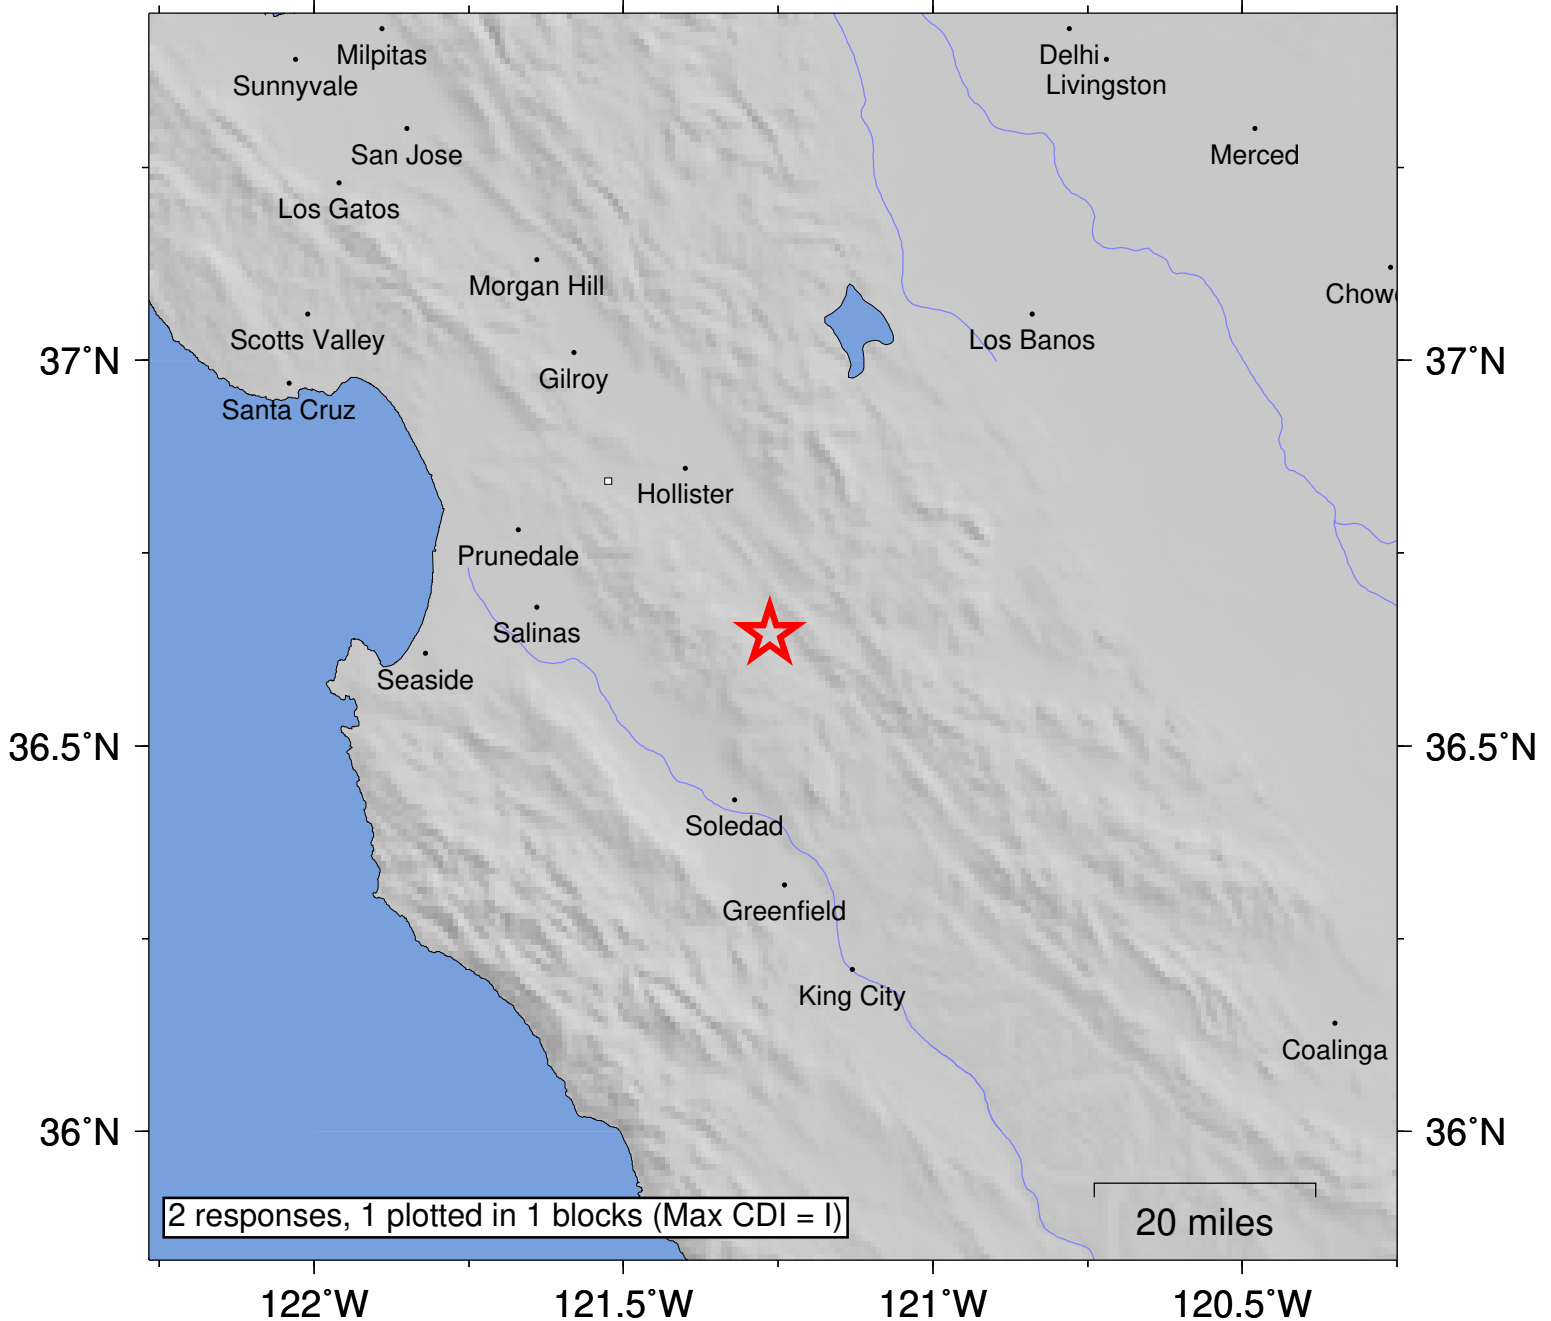 Milpitas
Delhi
Sunnyvale
Livingston
San Jose
Merced
Los Gatos
Morgan Hill
Chow
Scotts Valley
Los Banos
37°N
37°N
Gilroy
Santa Cruz
Hollister
Prunedale
Salinas
Seaside
36.5°N
36.5°N
Soledad
Greenfield
King City
Coalinga
36°N
36°N
2 responses, 1 plotted in 1 blocks (Max CDI = I)
20 miles
122°W
121.5°W
121°W
120.5°W